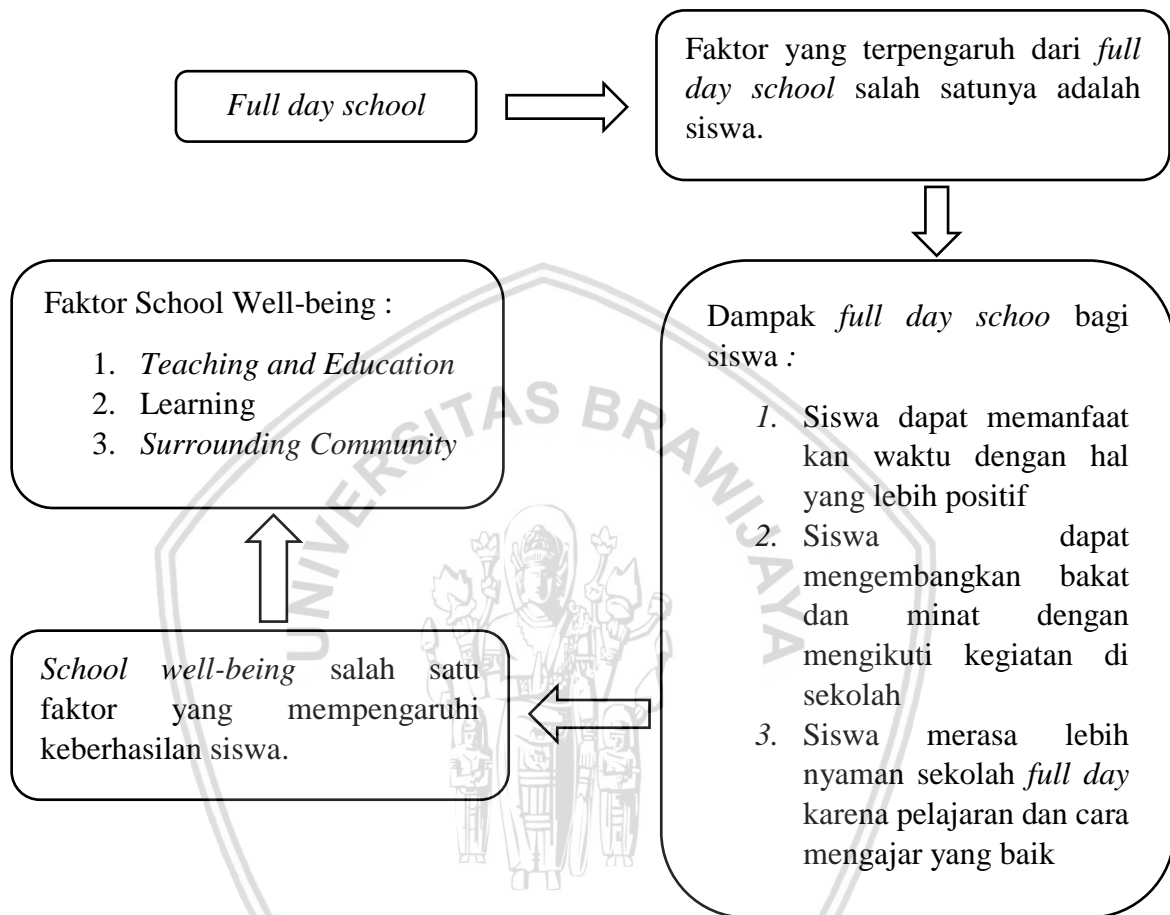 Full day school
Faktor yang terpengaruh dari full
day school salah satunya adalah
siswa.
Dampak full day schoo bagi
siswa :
1. Siswa dapat memanfaat
kan waktu dengan hal
yang lebih positif
2. Siswa dapat
mengembangkan bakat
dan minat dengan
mengikuti kegiatan di
sekolah
3. Siswa merasa lebih
nyaman sekolah full day
karena pelajaran dan cara
mengajar yang baik
School well-being salah satu
faktor yang mempengaruhi
keberhasilan siswa.
Faktor School Well-being :
1. Teaching and Education
2. Learning
3. Surrounding Community
UNIVERSITAS BRAWIJAYA